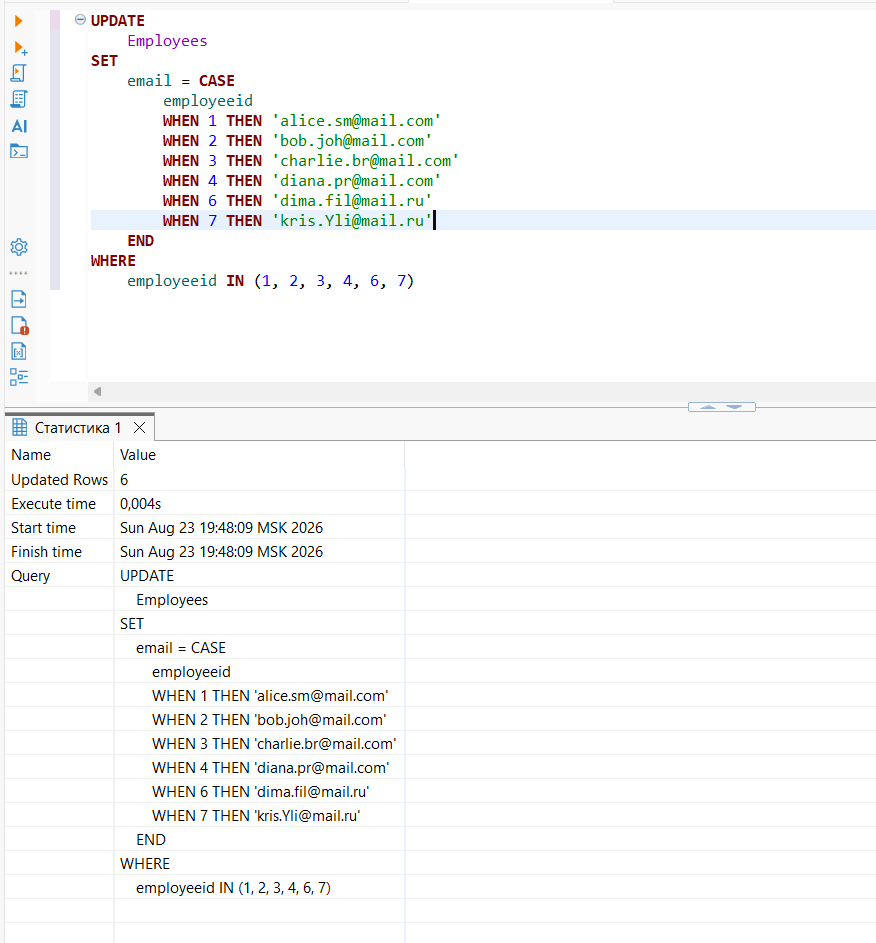 UPDATE
Employees
SET
email = CASE
employeeid
WHEN 1 THEN 'alice.sm@mail.com'
WHEN 2 THEN 'bob.joh@mail.com'
WHEN 3 THEN 'charlie.br@mail.com'
WHEN 4 THEN 'diana.pr@mail.com'
WHEN 6 THEN 'dima.fil@mail.ru'
WHEN 7 THEN 'kris.Yli@mail.ru'
END
WHERE
employeeid IN (1, 2, 3, 4, 6, 7)
AI
Статистика 1
Name Value
Updated Rows 6
Execute time 0,004s
Start time Sun Aug 23 19:48:09 MSK 2026
Finish time Sun Aug 23 19:48:09 MSK 2026
Query UPDATE
Employees
SET
email = CASE
employeeid
WHEN 1 THEN 'alice.sm@mail.com'
WHEN 2 THEN 'bob.joh@mail.com'
WHEN 3 THEN 'charlie.br@mail.com'
WHEN 4 THEN 'diana.pr@mail.com'
WHEN 6 THEN 'dima.fil@mail.ru'
WHEN 7 THEN 'kris.Yli@mail.ru'
END
WHERE
employeeid IN (1, 2, 3, 4, 6, 7)